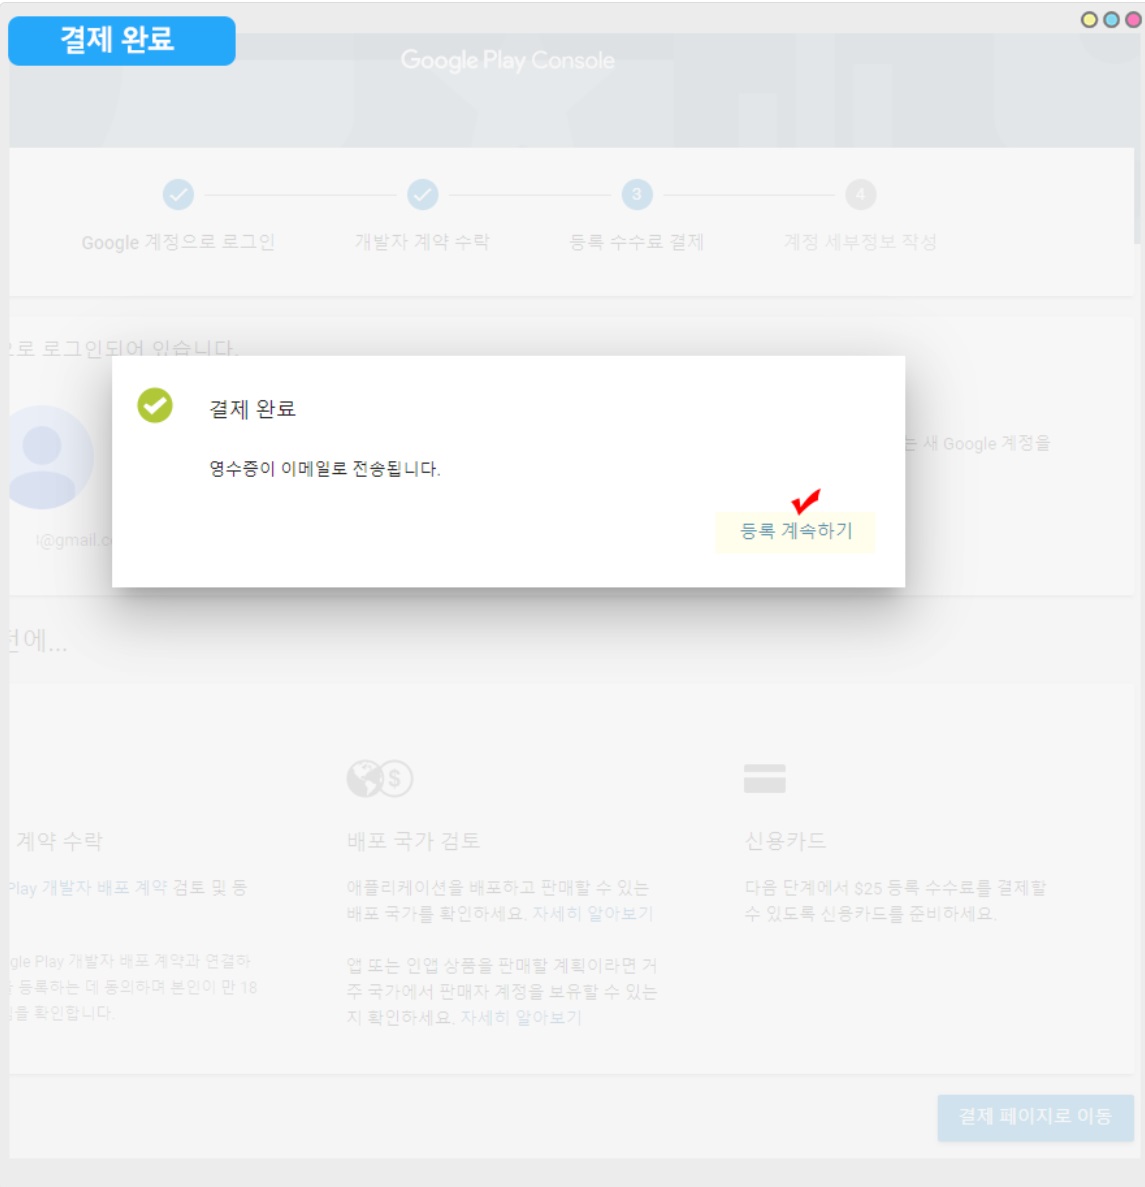 결제 완료
Google Play Console
3
4
Google 계정으로 로그인
개발자 계약 수락
등록 수수료 결제
계정 세부정보 작성
로 로그인되어 있습니다.
결제 완료
영수증이 이메일로 전송됩니다.
등록 계속하기
는 새 Google 계정을
@gmail.c
전에...
계약 수락
Play 개발자 배포 계약 검토 및 동
gle Play 개발자 배포 계약과 연결하
등록하는 데 동의하며 본인이 만 18
을 확인합니다.
$
배포 국가 검토
애플리케이션을 배포하고 판매할 수 있는
배포 국가를 확인하세요. 자세히 알아보기
앱 또는 인앱 상품을 판매할 계획이라면 거
주 국가에서 판매자 계정을 보유할 수 있는
지 확인하세요. 자세히 알아보기
신용카드
다음 단계에서 $25 등록 수수료를 결제할
수 있도록 신용카드를 준비하세요.
결제 페이지로 이동